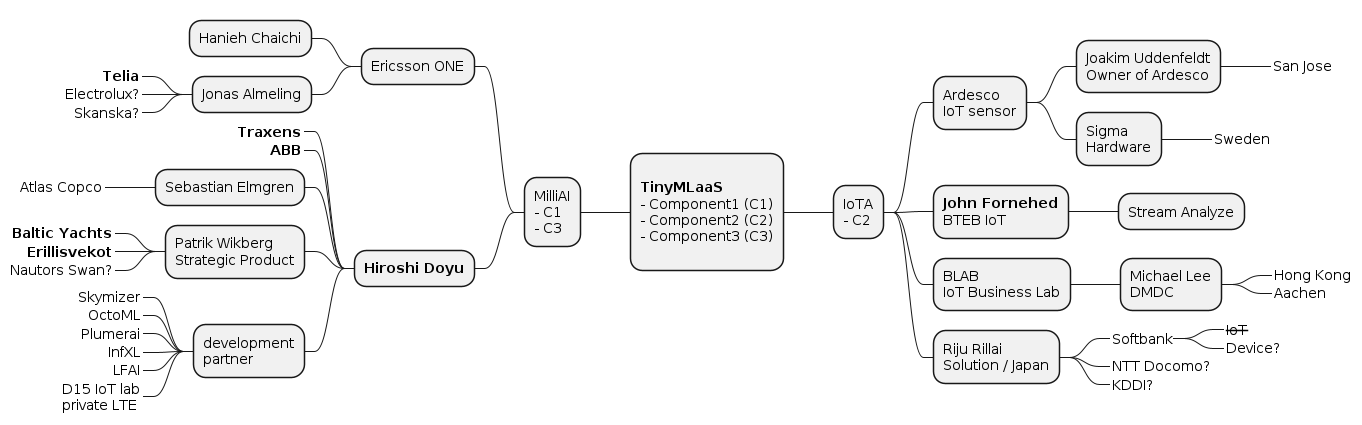 Hanieh Chaichi
Ericsson ONE
Telia
Electrolux?
Skanska?
Jonas Almeling
Traxens
ABB
Atlas Copco
Sebastian Elmgren
Baltic Yachts
Erillisvekot
Nautors Swan?
Patrik Wikberg
Strategic Product
Hiroshi Doyu
Skymizer
OctoML
Plumerai
InfXL
LFAI
D15 IoT lab
private LTE
development
partner
MilliAI
- C1
- C3
TinyMLaaS
- Component1 (C1)
- Component2 (C2)
- Component3 (C3)
IoTA
- C2
Ardesco
IoT sensor
Joakim Uddenfeldt
Owner of Ardesco
San Jose
Sigma
Hardware
Sweden
John Fornehed
BTEB IoT
Stream Analyze
BLAB
IoT Business Lab
Michael Lee
DMDC
Hong Kong
Aachen
Riju Rillai
Solution / Japan
Softbank
IoT
Device?
NTT Docomo?
KDDI?